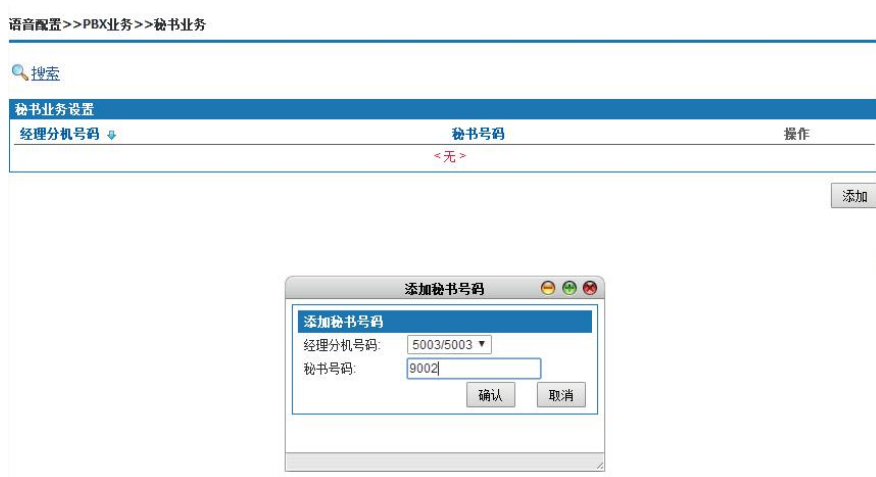 语音配置>>PBX业务>>秘书业务
搜索
秘书业务设置
经理分机号码 秘书号码 操作
<无>
添加
添加秘书号码
添加秘书号码
经理分机号码: 5003/5003
秘书号码: 9002
确认 取消